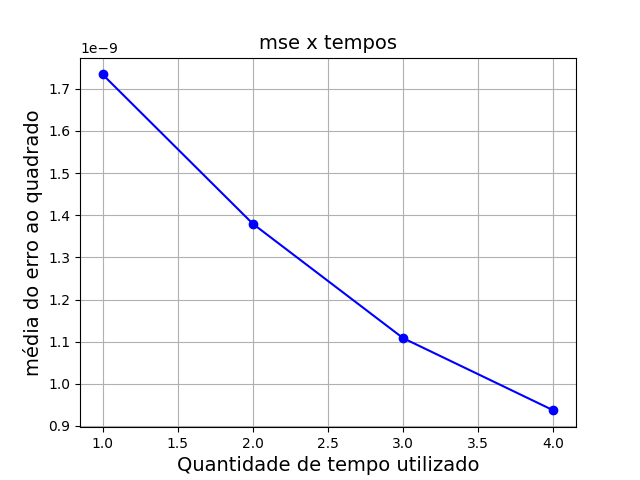 mse x tempos
1e−9
média do erro ao quadrado
1.7
1.6
1.5
1.4
1.3
1.2
1.1
1.0
0.9
1.0 1.5 2.0 2.5 3.0 3.5 4.0
Quantidade de tempo utilizado